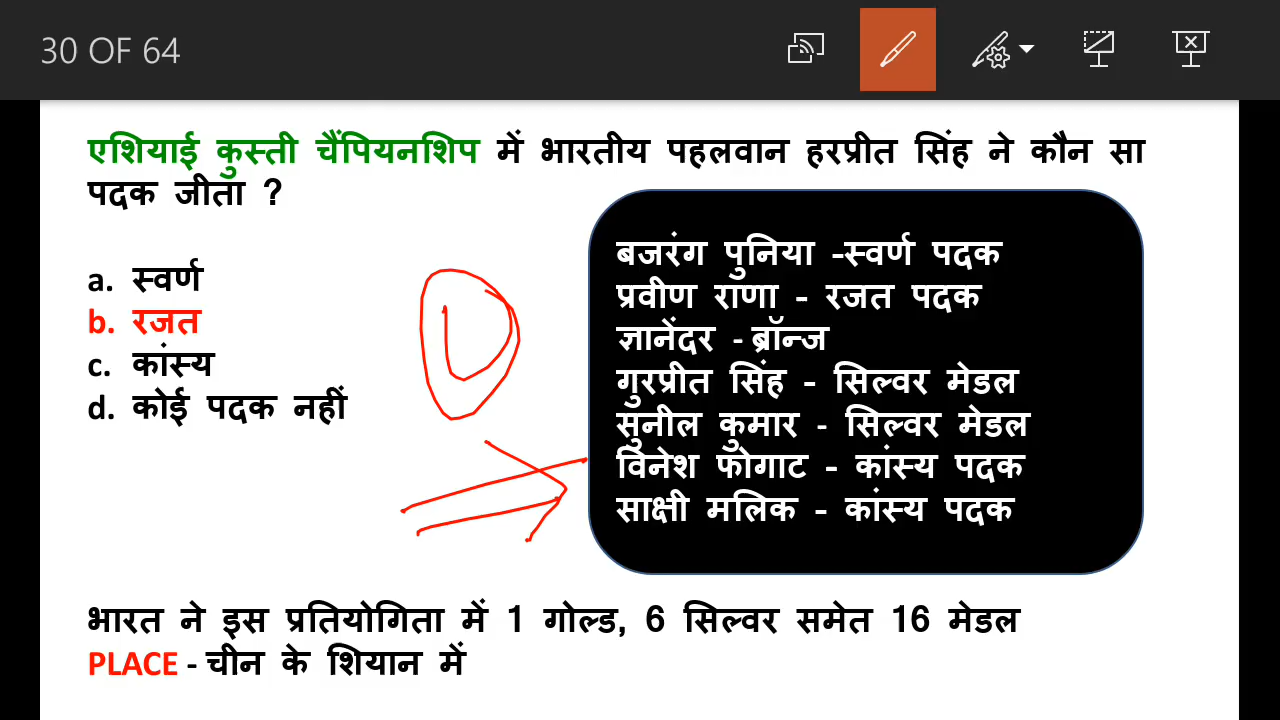 30 OF 64
एशियाई कुस्ती चैंपियनशिप में भारतीय पहलवान हरप्रीत सिंह ने कौन सा
पदक जीता ?
a. स्वर्ण
b. रजत
c. कांस्य
d. कोई पदक नहीं
बजरंग पुनिया -स्वर्ण पदक
प्रवीण राणा - रजत पदक
ज्ञानेंदर - ब्रॉन्ज
गुरप्रीत सिंह - सिल्वर मेडल
सुनील कुमार - सिल्वर मेडल
विनेश फोगाट - कांस्य पदक
साक्षी मलिक - कांस्य पदक
भारत ने इस प्रतियोगिता में 1 गोल्ड, 6 सिल्वर समेत 16 मेडल
PLACE - चीन के शियान में